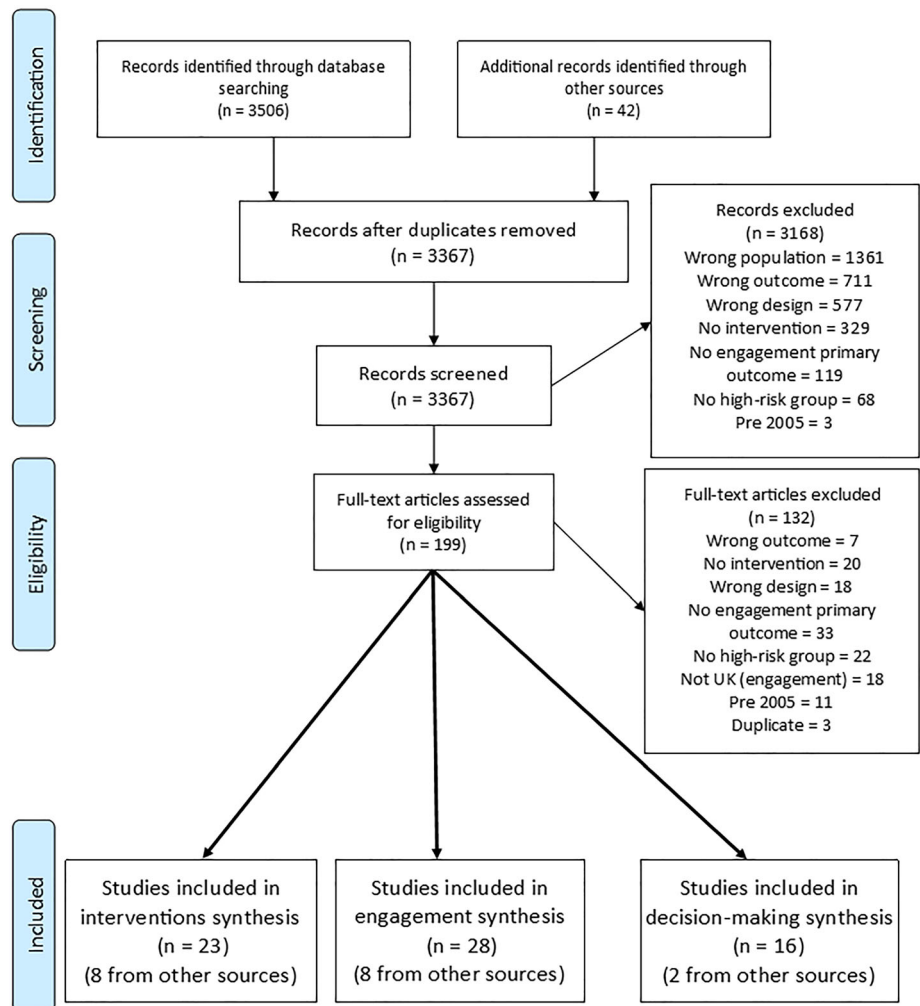 Identification
Records identified through database
searching
(n = 3506)
Additional records identified through
other sources
(n = 42)
Records after duplicates removed
(n = 3367)
Screening
Records screened
(n = 3367)
Records excluded
(n = 3168)
Wrong population = 1361
Wrong outcome = 711
Wrong design = 577
No intervention = 329
No engagement primary
outcome = 119
No high-risk group = 68
Pre 2005 = 3
Eligibility
Full-text articles assessed
for eligibility
(n = 199)
Full-text articles excluded
(n = 132)
Wrong outcome = 7
No intervention = 20
Wrong design = 18
No engagement primary
outcome = 33
No high-risk group = 22
Not UK (engagement) = 18
Pre 2005 = 11
Duplicate = 3
Included
Studies included in
interventions synthesis
(n = 23)
(8 from other sources)
Studies included in
engagement synthesis
(n = 28)
(8 from other sources)
Studies included in
decision-making synthesis
(n = 16)
(2 from other sources)